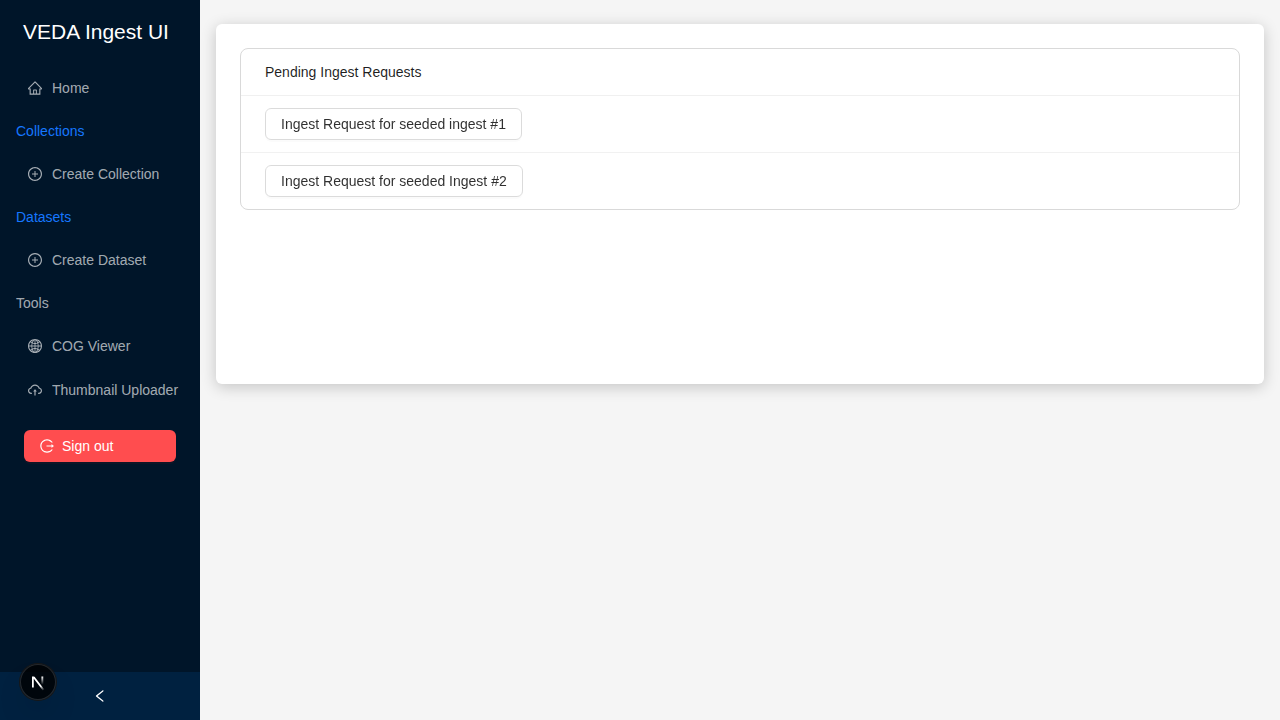 VEDA Ingest UI
Home
Collections
Create Collection
Datasets
Create Dataset
Tools
COG Viewer
Thumbnail Uploader
Sign out
Pending Ingest Requests
Ingest Request for seeded ingest #1
Ingest Request for seeded Ingest #2